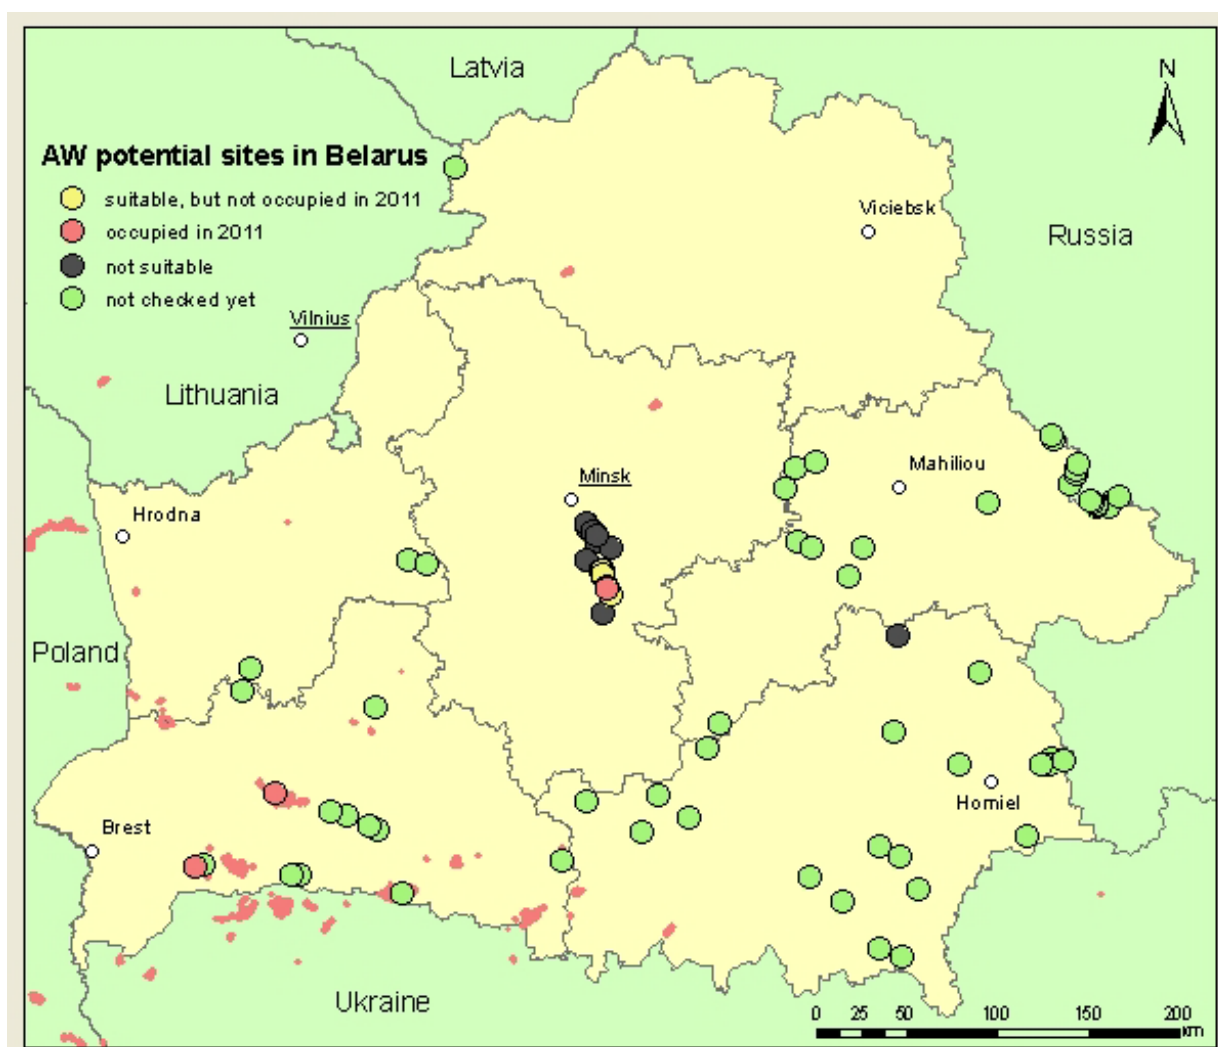 Latvia
N
AW potential sites in Belarus
suitable, but not occupied in 2011
occupied in 2011
not suitable
not checked yet
Viciebsk
Russia
Vilnius
Lithuania
Minsk
Mahiliou
Hrodna
Poland
Brest
Homiel
Ukraine
0 25 50 100 150 200
km